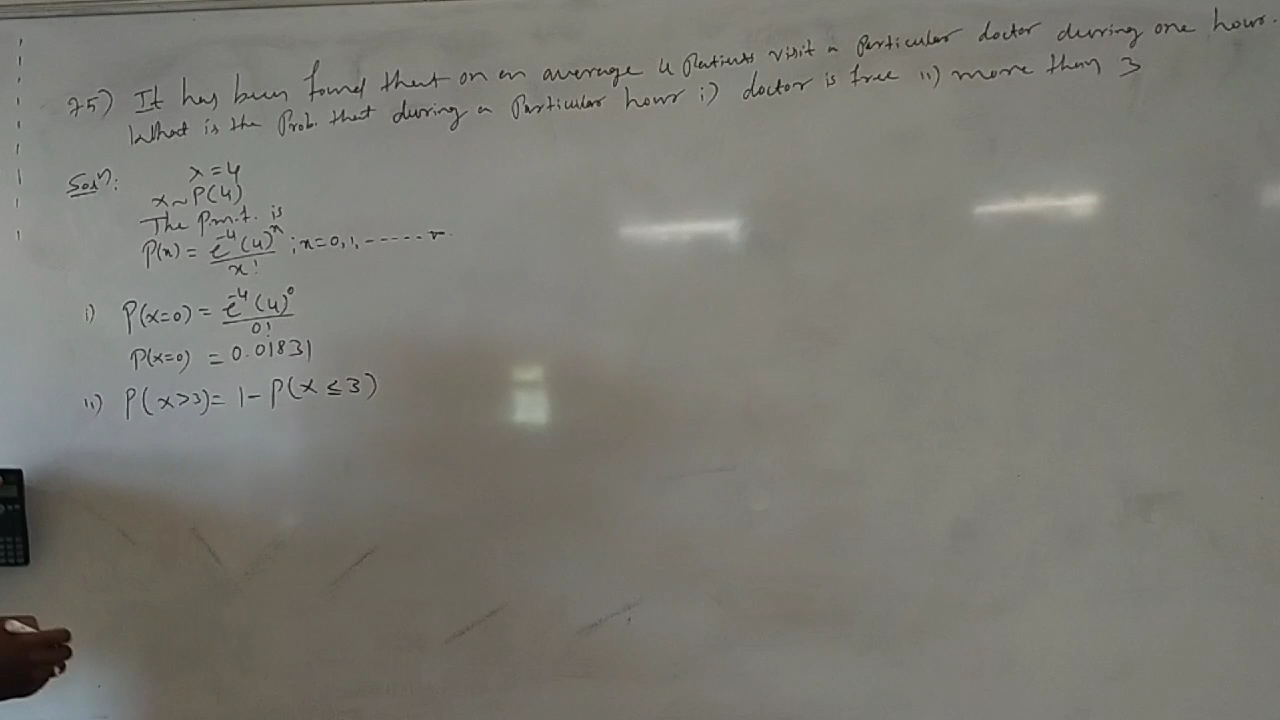 75) It has been found that on an average 4 Patients visit a Particular doctor during one hour.
What is the Prob. that during a Particular hour i) doctor is free ii) more than 3
Solⁿ: λ=4
x~P(4)
The P.m.f. is
P(x) = e⁻⁴(4)ˣ/x! ; x=0,1,------r.
i) P(x=0) = e⁻⁴(4)⁰/0!
P(x=0) = 0.01831
ii) P(x>3)= 1-P(x≤3)